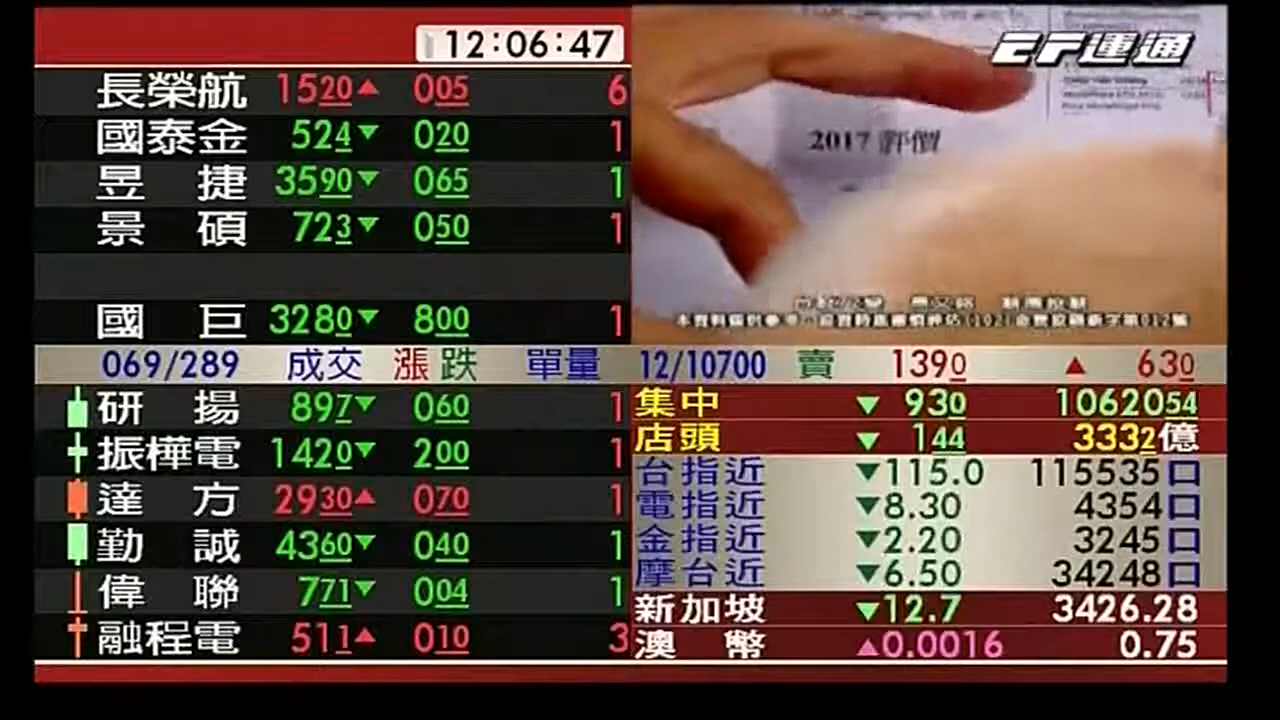 12:06:47
長榮航 1520▲ 005 6
國泰金 524▼ 020 1
昱捷 3590▼ 065 1
景碩 723▼ 050 1
國巨 3280▼ 800 1
069/289 成交 漲跌 單量
研揚 897▼ 060 1
振樺電 1420▼ 200 1
達方 2930▲ 070 1
勤誠 4360▼ 040 1
偉聯 771▼ 004 1
融程電 511▲ 010 3
運通
2017 評價
12/10700 賣 1390 ▲ 630
集中 ▼ 930 1062054
店頭 ▼ 144 3332億
台指近 ▼115.0 115535口
電指近 ▼8.30 4354口
金指近 ▼2.20 3245口
摩台近 ▼6.50 34248口
新加坡 ▼12.7 3426.28
澳幣 ▲0.0016 0.75